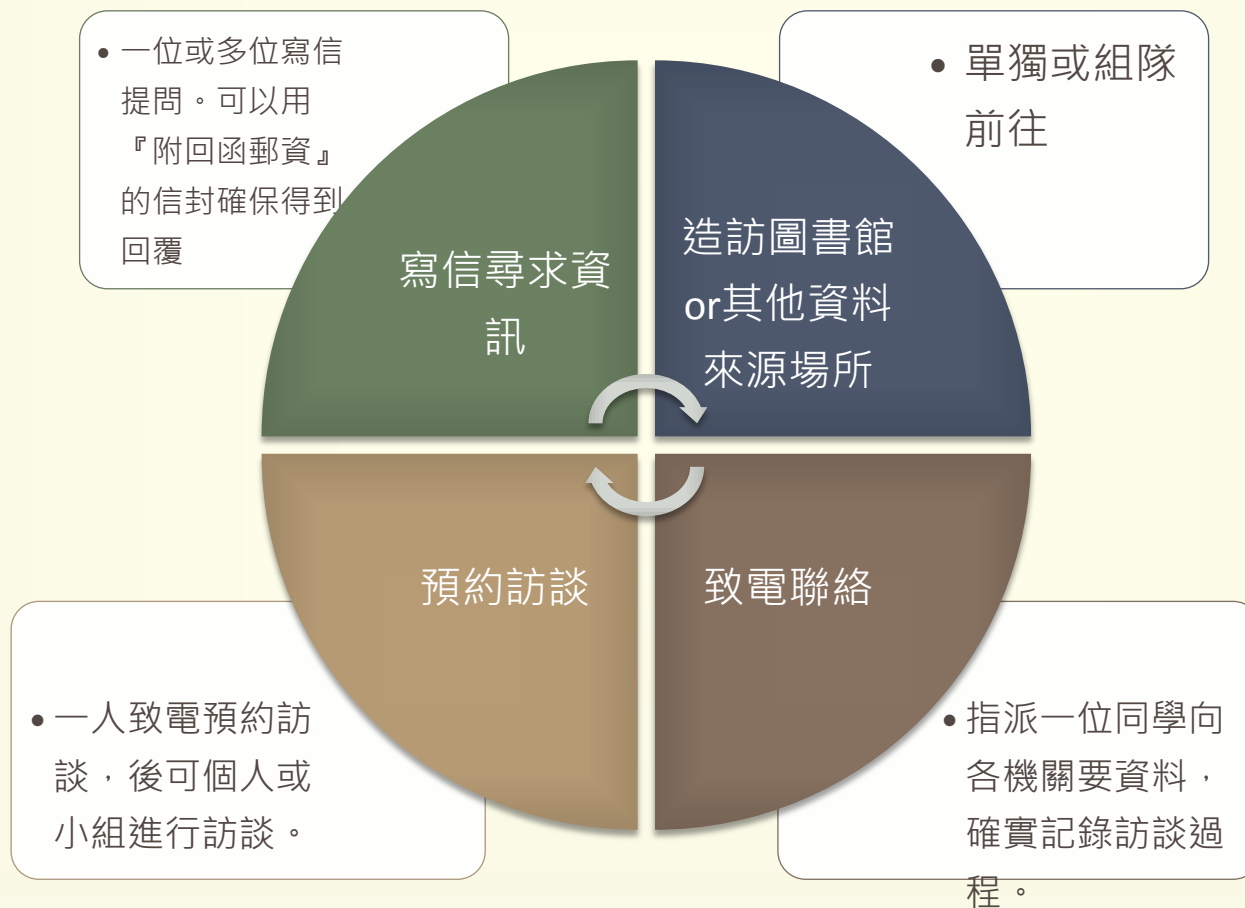 • 一位或多位寫信
提問。可以用
『附回函郵資』
的信封確保得到
回覆
• 單獨或組隊
前往
寫信尋求資
訊
造訪圖書館
or其他資料
來源場所
預約訪談
致電聯絡
• 一人致電預約訪
談，後可個人或
小組進行訪談。
• 指派一位同學向
各機關要資料，
確實記錄訪談過
程。